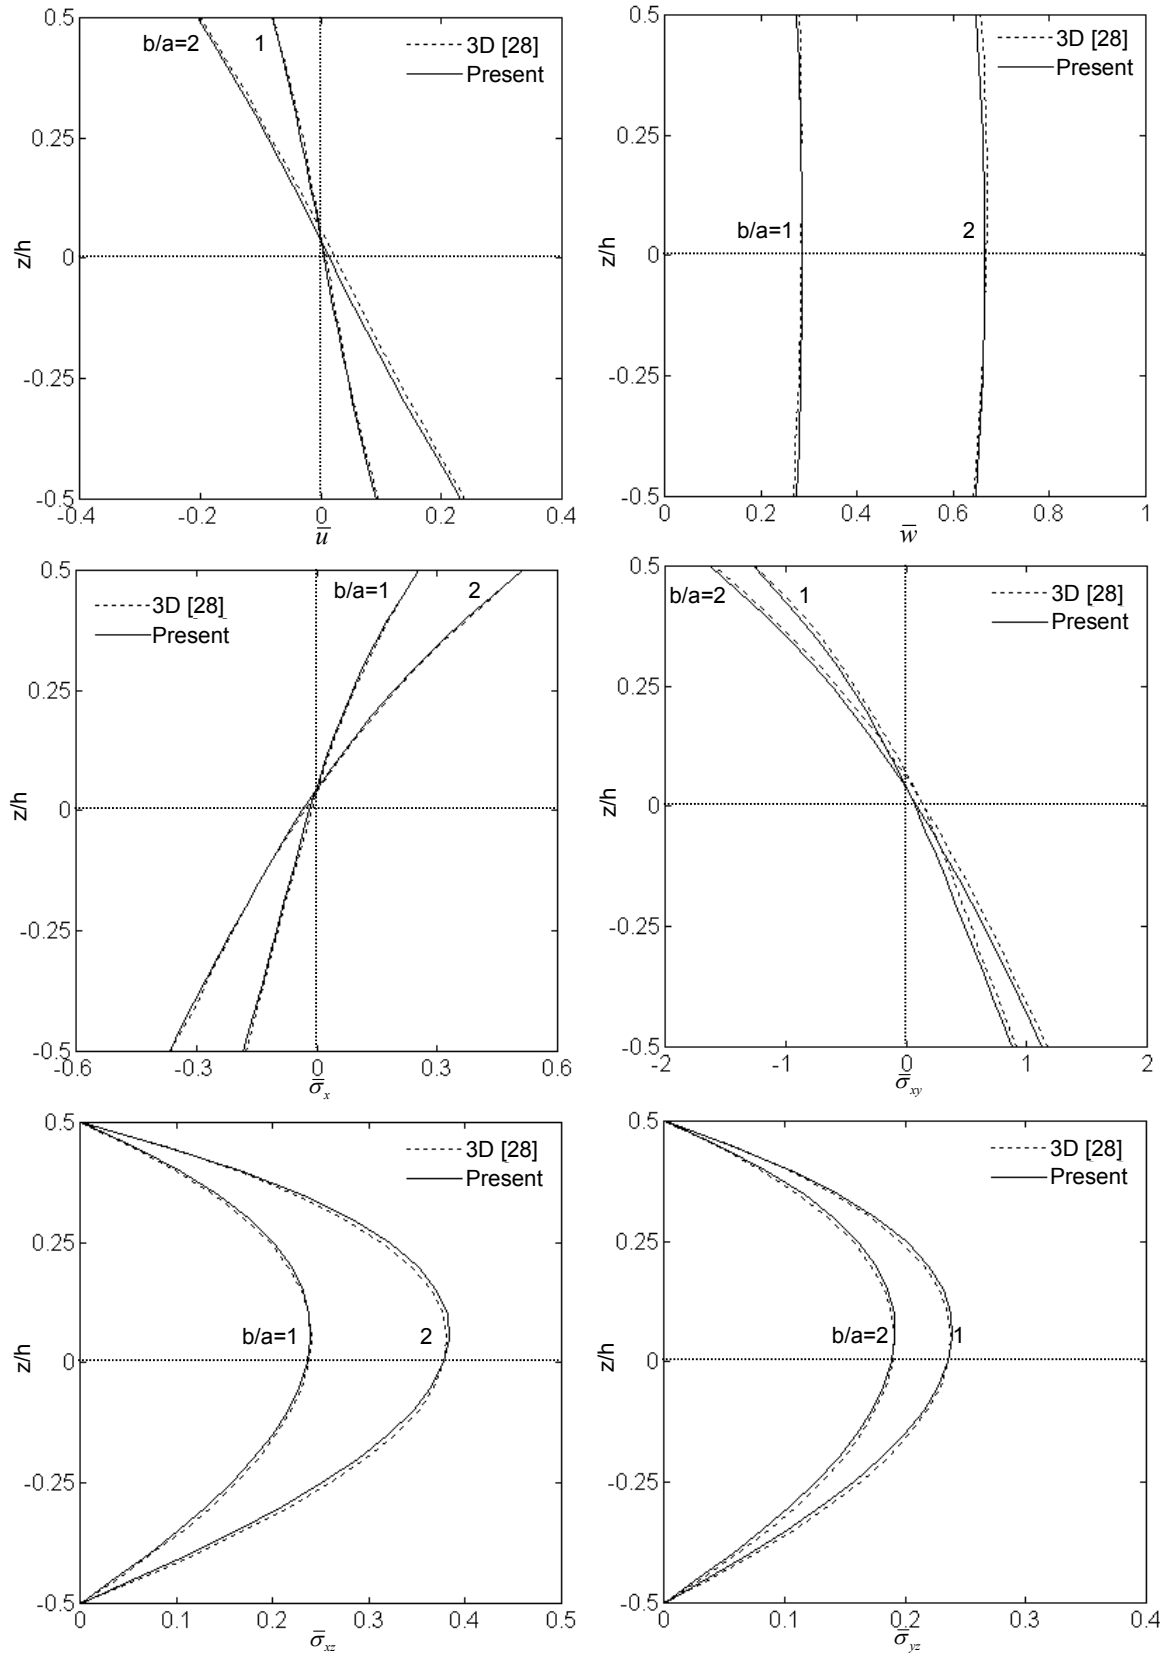 0.5
b/a=2
1
3D [28]
Present
0.25
z/h
0
-0.25
-0.5
-0.4
-0.2
0
0.2
0.4
u̅
0.5
3D [28]
Present
0.25
b/a=1
2
z/h
0
-0.25
-0.5
0
0.2
0.4
0.6
0.8
1
w̅
0.5
b/a=1
2
3D [28]
Present
0.25
z/h
0
-0.25
-0.5
-0.6
-0.3
0
0.3
0.6
σ̅x
0.5
b/a=2
1
3D [28]
Present
0.25
z/h
0
-0.25
-0.5
-2
-1
0
1
2
σ̅xy
0.5
3D [28]
Present
0.25
b/a=1
2
z/h
0
-0.25
-0.5
0
0.1
0.2
0.3
0.4
0.5
σ̅xz
0.5
3D [28]
Present
0.25
b/a=2
1
z/h
0
-0.25
-0.5
0
0.1
0.2
0.3
0.4
σ̅yz